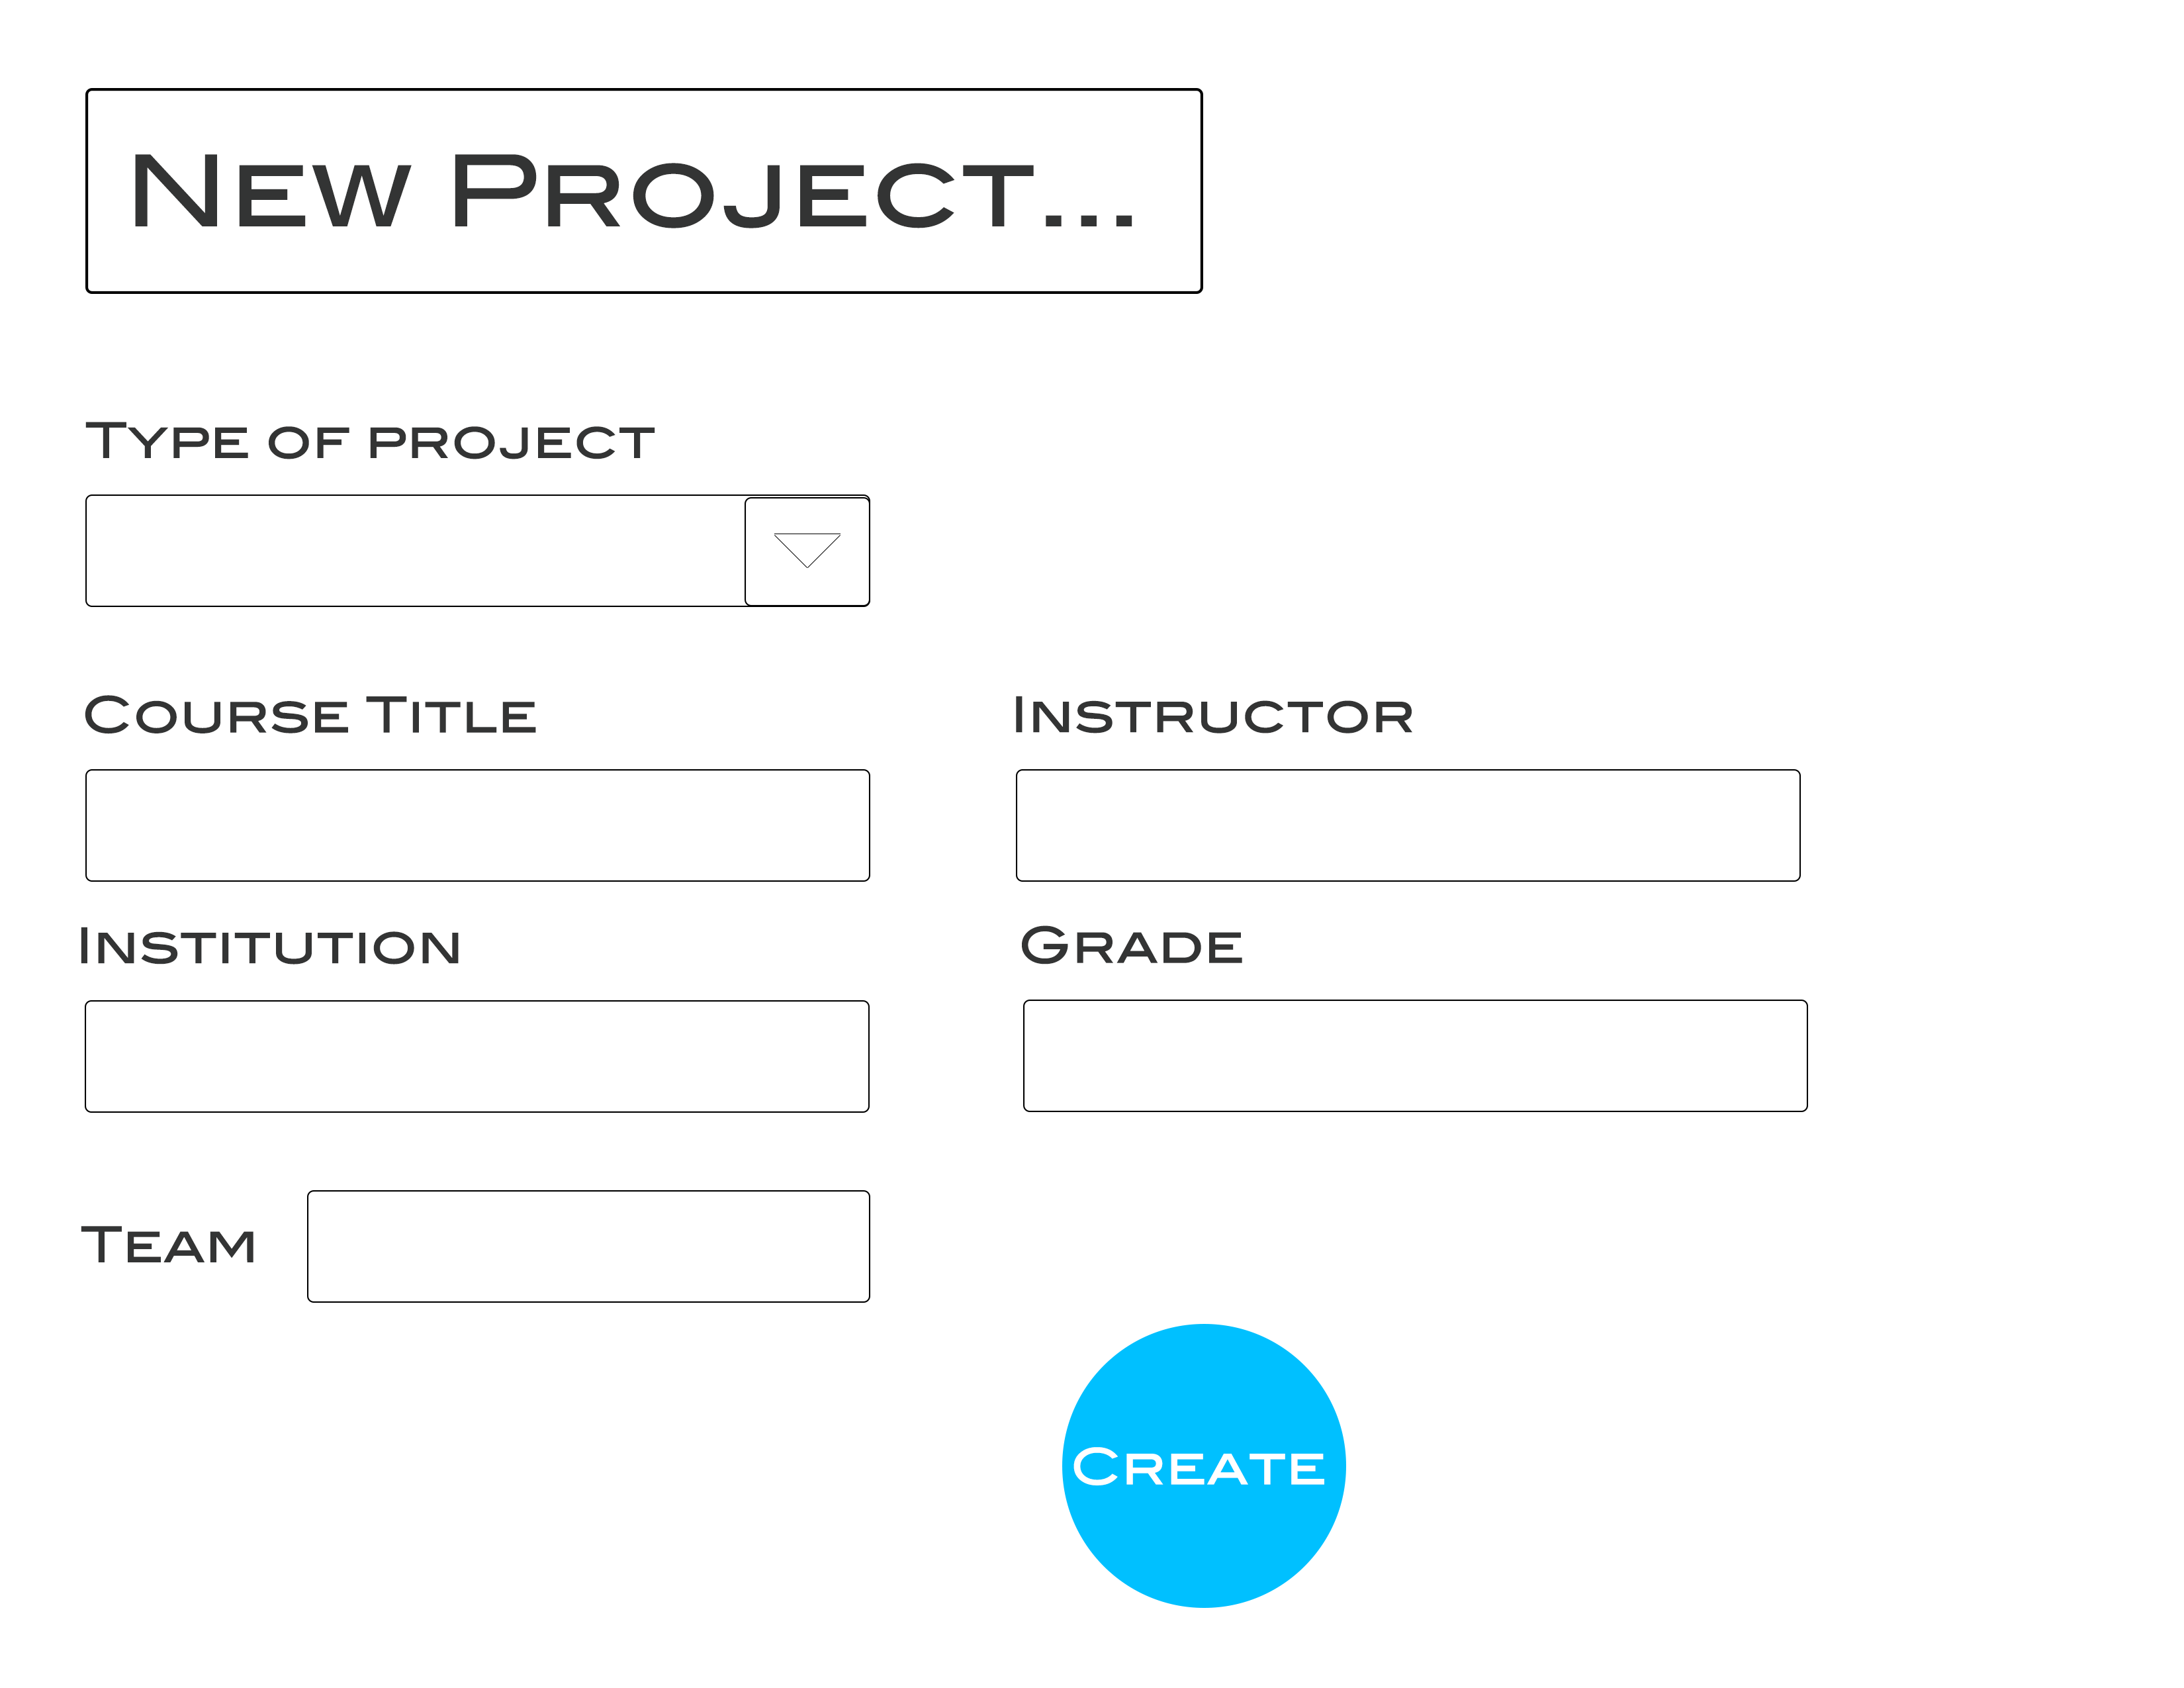 New Project...
Type of project
Course Title
Instructor
Institution
Grade
Team
Create